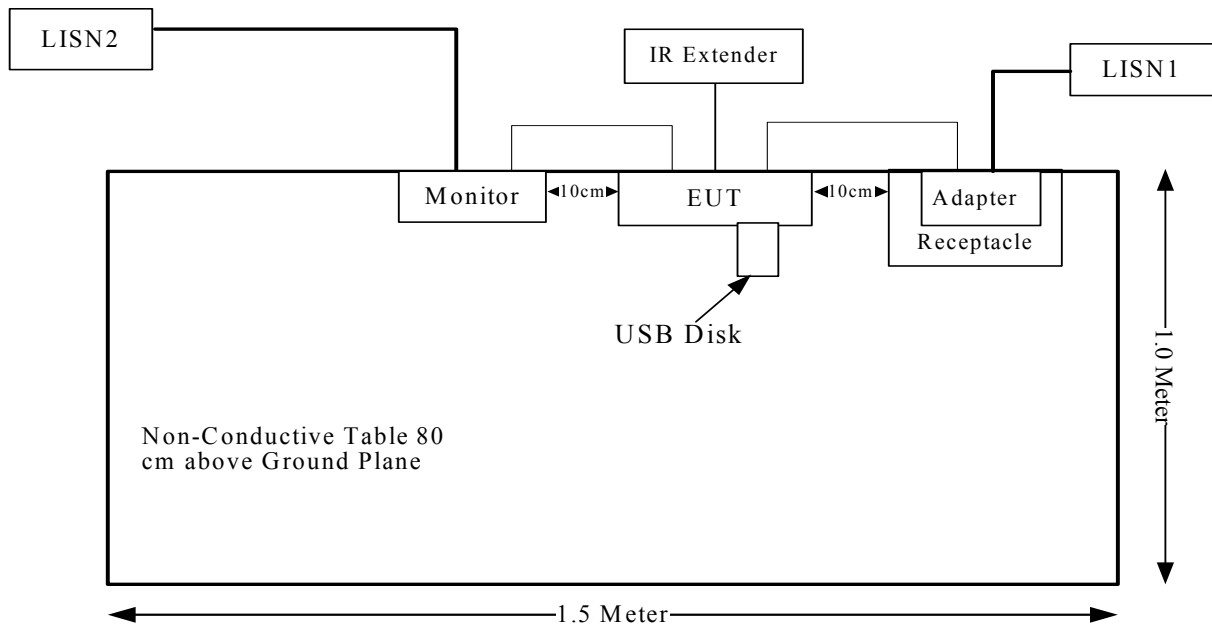 LISN2
IR Extender
LISN1
Monitor
10cm
EUT
10cm
Adapter
Receptacle
USB Disk
1.0 Meter
Non-Conductive Table 80
cm above Ground Plane
1.5 Meter